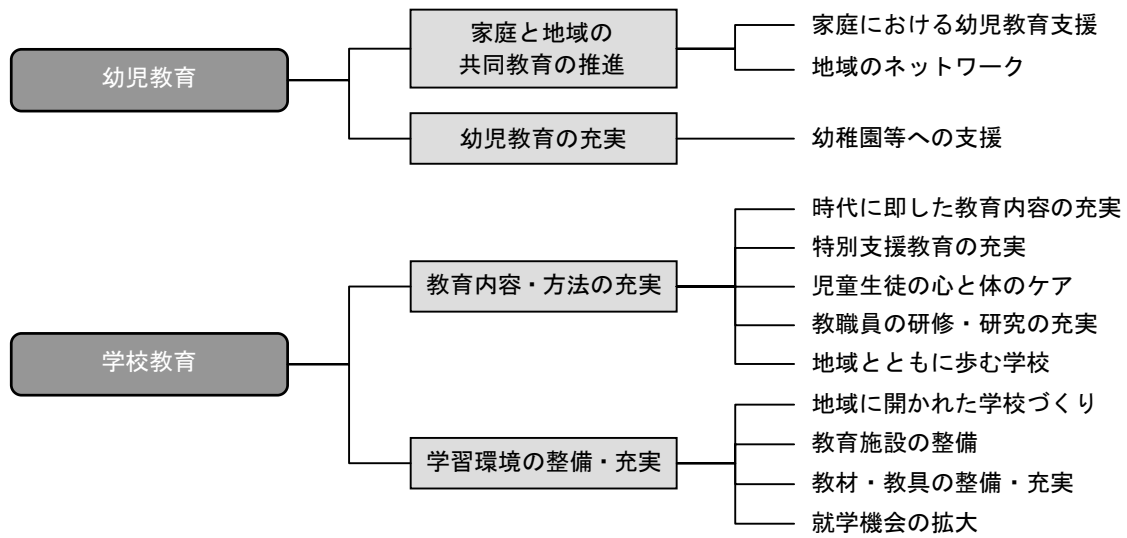 幼児教育
家庭と地域の
共同教育の推進
家庭における幼児教育支援
地域のネットワーク
幼児教育の充実
幼稚園等への支援
学校教育
教育内容・方法の充実
時代に即した教育内容の充実
特別支援教育の充実
児童生徒の心と体のケア
教職員の研修・研究の充実
地域とともに歩む学校
学習環境の整備・充実
地域に開かれた学校づくり
教育施設の整備
教材・教具の整備・充実
就学機会の拡大